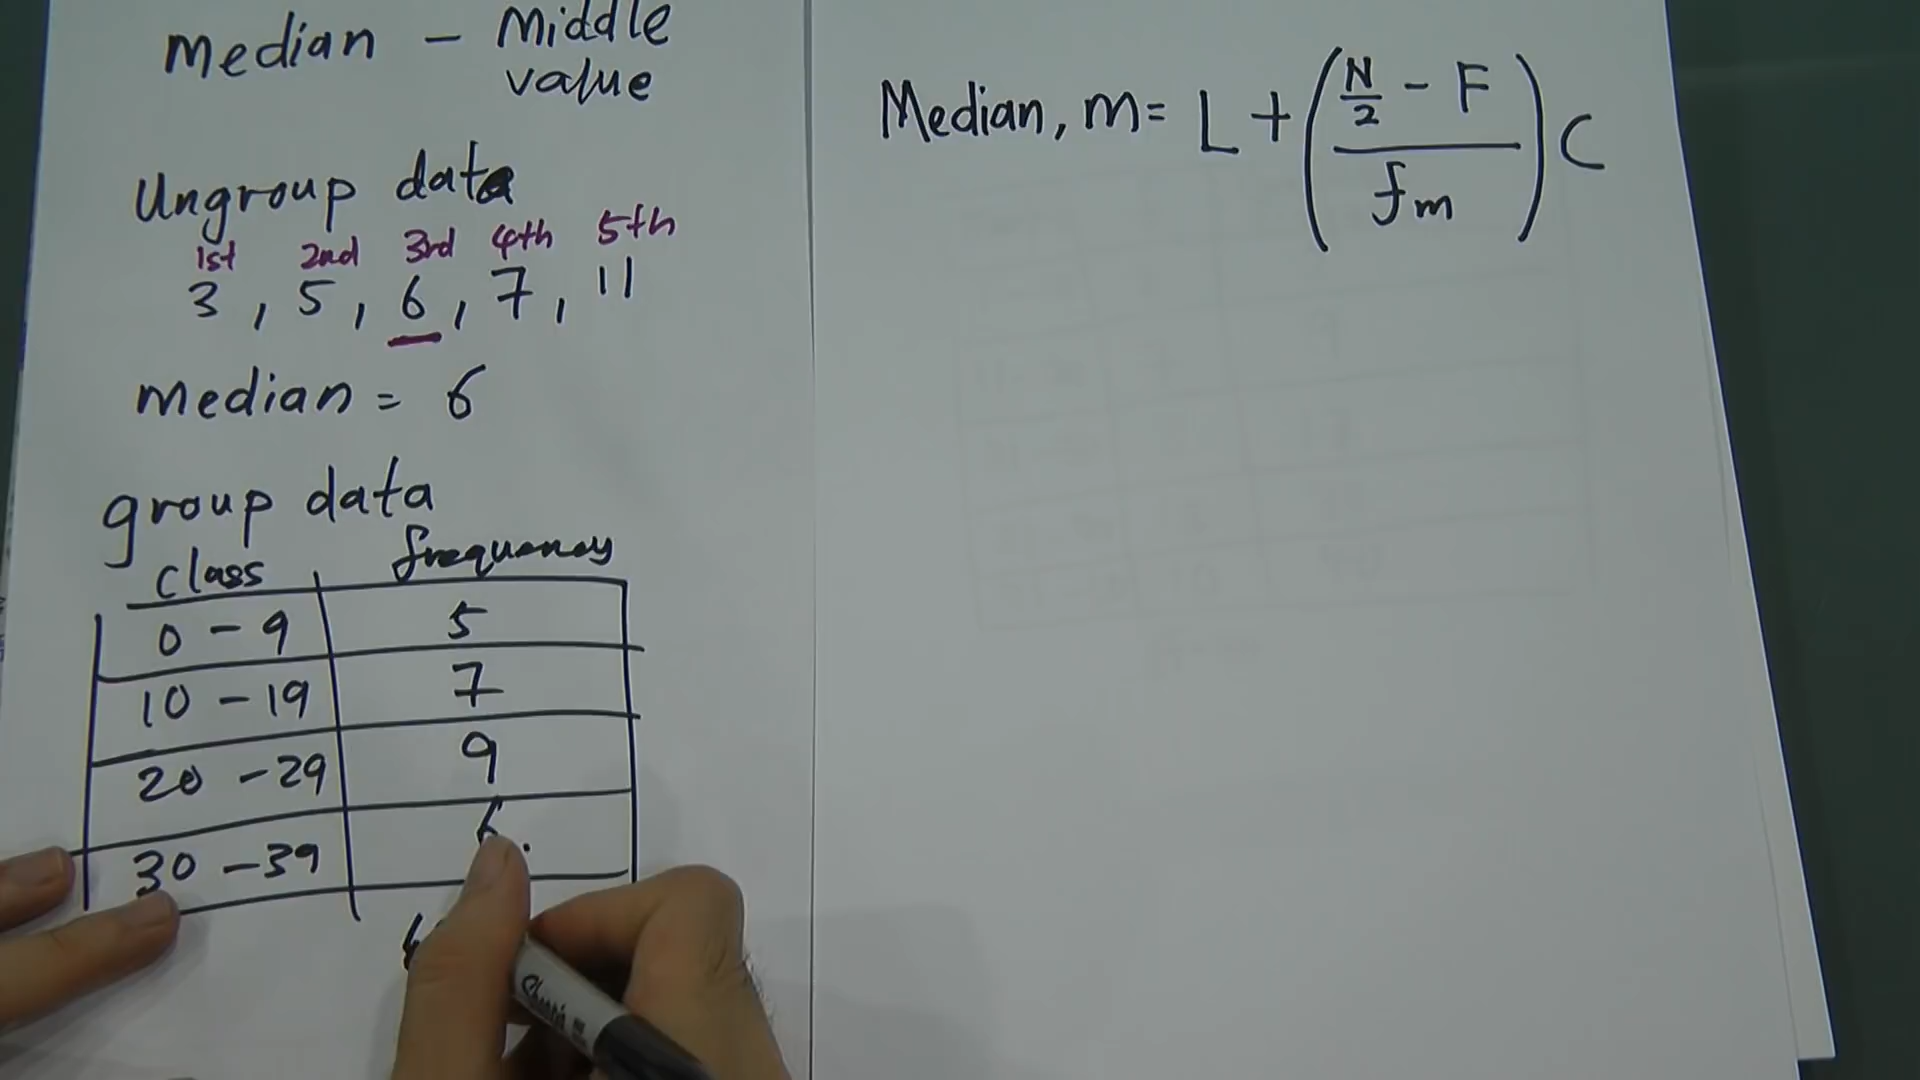 Median - Middle
value
Ungroup data
1st 2nd 3rd 4th 5th
3, 5, 6, 7, 11
median = 6
group data
class frequency
0 - 9 5
10 - 19 7
20 - 29 9
30 - 39
Median, m = L + (N/2 - F / fm) C